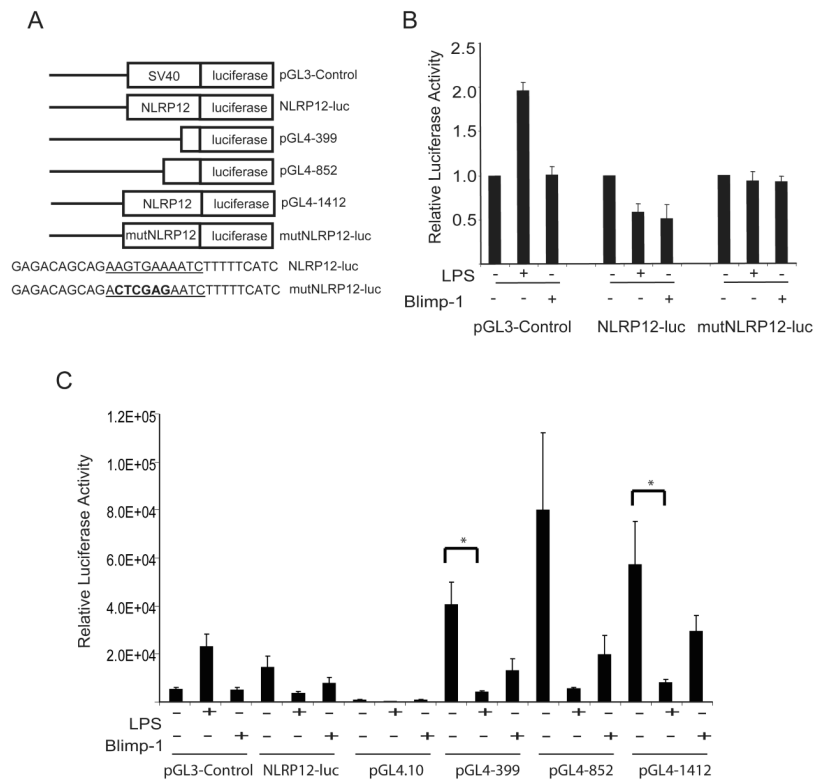 A
SV40 luciferase pGL3-Control
NLRP12 luciferase NLRP12-luc
luciferase pGL4-399
luciferase pGL4-852
NLRP12 luciferase pGL4-1412
mutNLRP12 luciferase mutNLRP12-luc
GAGACAGCAGAAGTGAAAATCTTTTTCATC NLRP12-luc
GAGACAGCAGACTCGAGAATCTTTTTCATC mutNLRP12-luc
B
Relative Luciferase Activity
2.5
2.0
1.5
1.0
0.5
LPS - + - - + - - + -
Blimp-1 - - + - - + - - +
pGL3-Control NLRP12-luc mutNLRP12-luc
C
Relative Luciferase Activity
1.2E+05
1.0E+05
8.0E+04
6.0E+04
4.0E+04
2.0E+04
* *
LPS - + - - + - - + - - + - - + - - + -
Blimp-1 - - + - - + - - + - - + - - + - - +
pGL3-Control NLRP12-luc pGL4.10 pGL4-399 pGL4-852 pGL4-1412